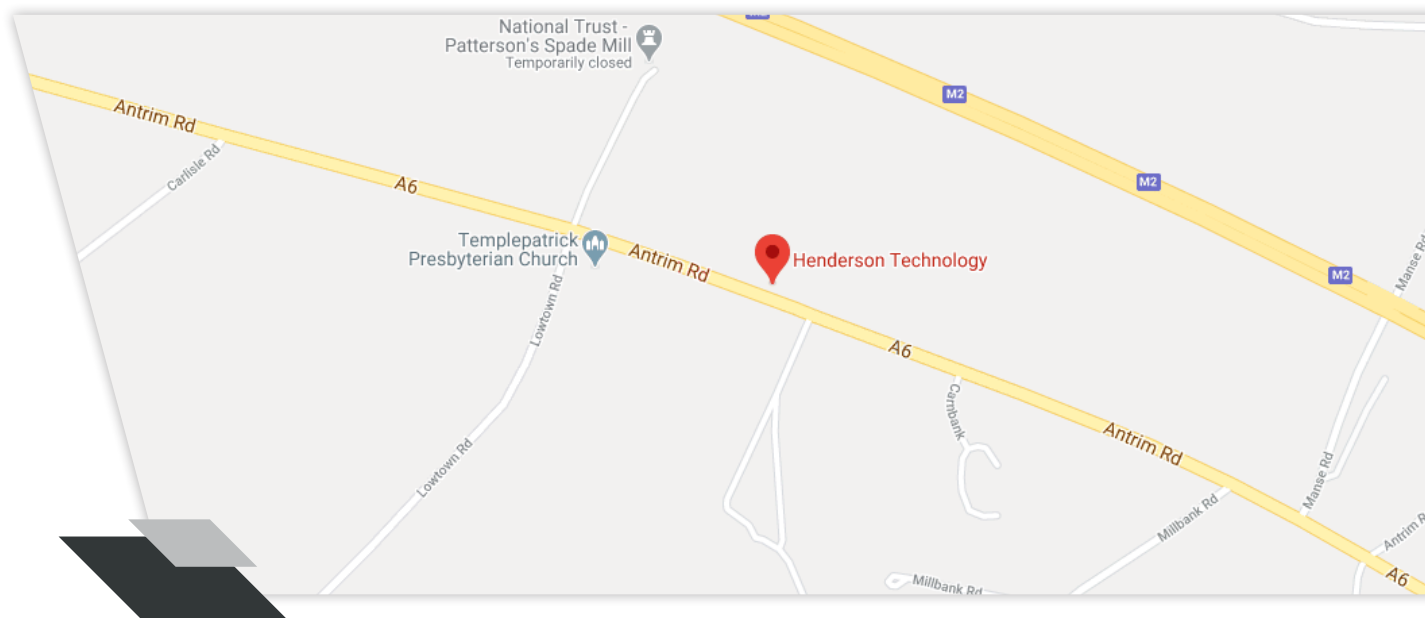 National Trust -
Patterson's Spade Mill
Temporarily closed
M2
M2
Antrim Rd
Carlisle Rd
A6
M2
Templepatrick
Presbyterian Church
Antrim Rd
Henderson Technology
Manse Rd
M2
Lowtown Rd
A6
Carnbank
Antrim Rd
Lowtown Rd
Manse Rd
Millbank Rd
Antrim R
A6
Millbank Rd